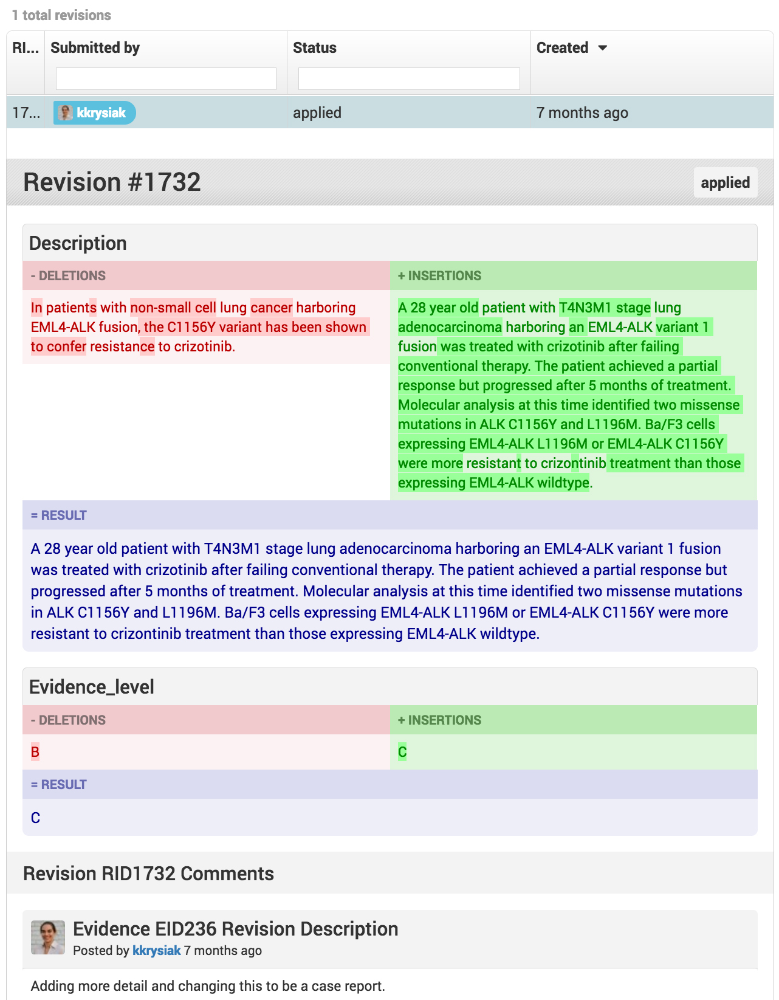 1 total revisions
RI... Submitted by Status Created
17... kkrysiak applied 7 months ago
Revision #1732 applied
Description
- DELETIONS
In patients with non-small cell lung cancer harboring
EML4-ALK fusion, the C1156Y variant has been shown
to confer resistance to crizotinib.
+ INSERTIONS
A 28 year old patient with T4N3M1 stage lung
adenocarcinoma harboring an EML4-ALK variant 1
fusion was treated with crizotinib after failing
conventional therapy. The patient achieved a partial
response but progressed after 5 months of treatment.
Molecular analysis at this time identified two missense
mutations in ALK C1156Y and L1196M. Ba/F3 cells
expressing EML4-ALK L1196M or EML4-ALK C1156Y
were more resistant to crizontinib treatment than those
expressing EML4-ALK wildtype.
= RESULT
A 28 year old patient with T4N3M1 stage lung adenocarcinoma harboring an EML4-ALK variant 1 fusion
was treated with crizotinib after failing conventional therapy. The patient achieved a partial response but
progressed after 5 months of treatment. Molecular analysis at this time identified two missense mutations
in ALK C1156Y and L1196M. Ba/F3 cells expressing EML4-ALK L1196M or EML4-ALK C1156Y were more
resistant to crizontinib treatment than those expressing EML4-ALK wildtype.
Evidence_level
- DELETIONS
B
+ INSERTIONS
C
= RESULT
C
Revision RID1732 Comments
Evidence EID236 Revision Description
Posted by kkrysiak 7 months ago
Adding more detail and changing this to be a case report.